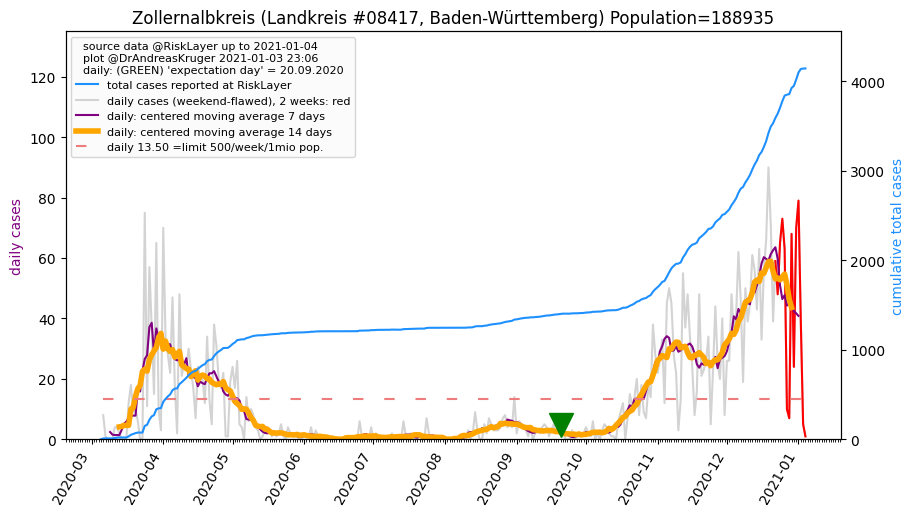 Zollernalbkreis (Landkreis #08417, Baden-Württemberg) Population=188935
source data @RiskLayer up to 2021-01-04
plot @DrAndreasKruger 2021-01-03 23:06
daily: (GREEN) 'expectation day' = 20.09.2020
total cases reported at RiskLayer
daily cases (weekend-flawed), 2 weeks: red
daily: centered moving average 7 days
daily: centered moving average 14 days
daily 13.50 =limit 500/week/1mio pop.
daily cases
120
100
80
60
40
20
0
cumulative total cases
4000
3000
2000
1000
0
2020-03
2020-04
2020-05
2020-06
2020-07
2020-08
2020-09
2020-10
2020-11
2020-12
2021-01